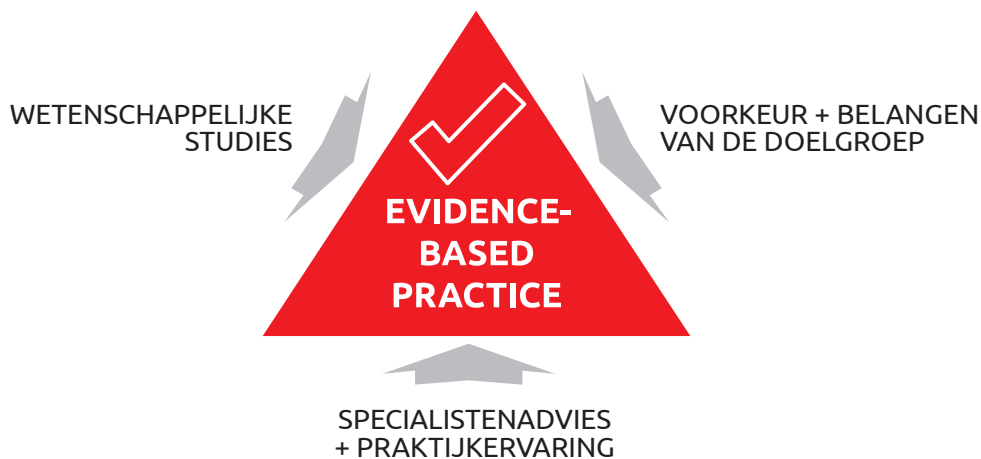 WETENSCHAPPELIJKE
STUDIES
VOORKEUR + BELANGEN
VAN DE DOELGROEP
EVIDENCE-
BASED
PRACTICE
SPECIALISTENADVIES
+ PRAKTIJKERVARING